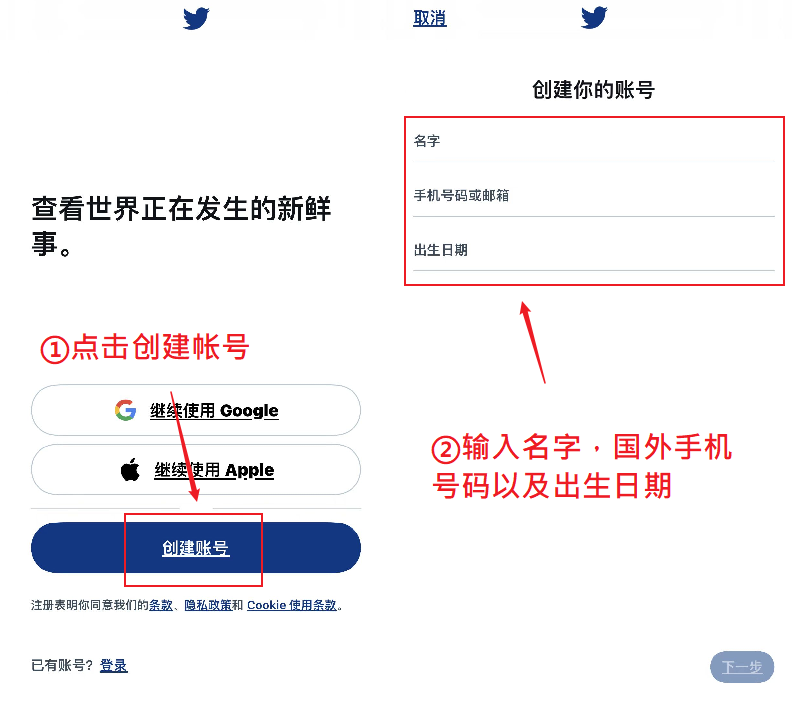 查看世界正在发生的新鲜
事。
①点击创建帐号
继续使用 Google
继续使用 Apple
创建账号
注册表明你同意我们的条款、隐私政策和 Cookie 使用条款。
已有账号？登录
取消
创建你的账号
名字
手机号码或邮箱
出生日期
②输入名字，国外手机
号码以及出生日期
下一步